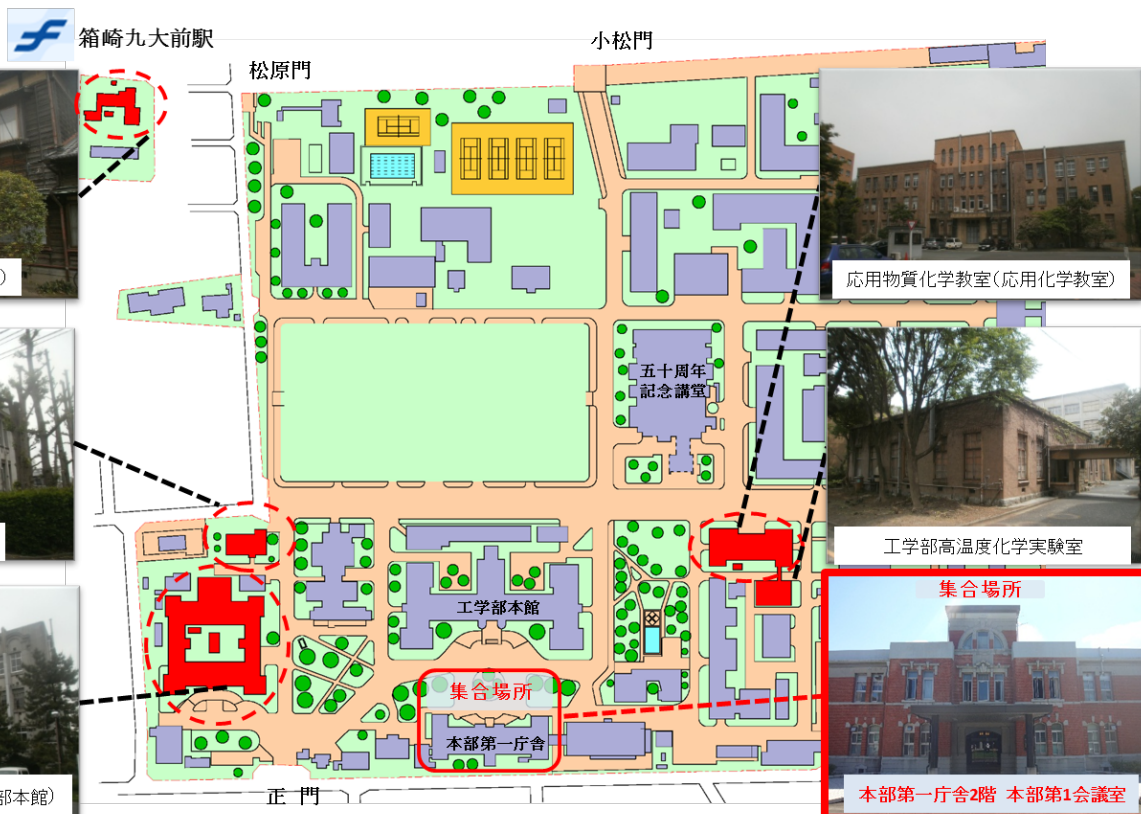 箱崎九大前駅
小松門
松原門
)
応用物質化学教室(応用化学教室)
五十周年
記念講堂
工学部高温度化学実験室
工学部本館
集合場所
集合場所
本部第一庁舎
本部第一庁舎2階 本部第1会議室
部本館)
正 門